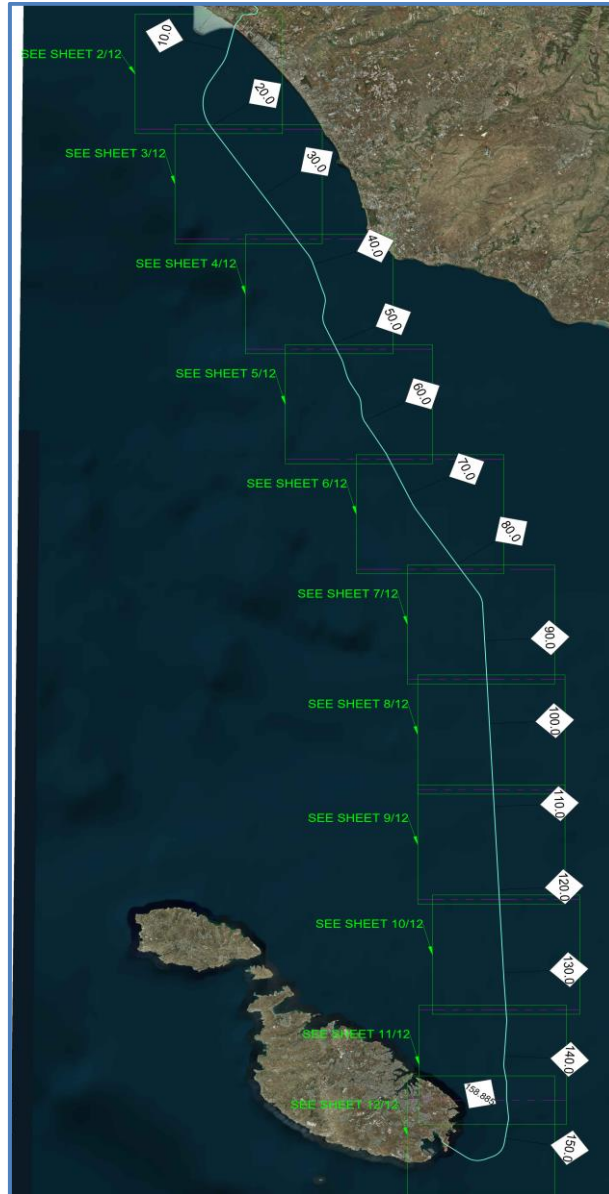 10.0
SEE SHEET 2/12
20.0
SEE SHEET 3/12
30.0
40.0
SEE SHEET 4/12
50.0
SEE SHEET 5/12
60.0
70.0
SEE SHEET 6/12
80.0
SEE SHEET 7/12
90.0
SEE SHEET 8/12
100.0
110.0
SEE SHEET 9/12
120.0
SEE SHEET 10/12
130.0
SEE SHEET 11/12
140.0
158.885
SEE SHEET 12/12
150.0